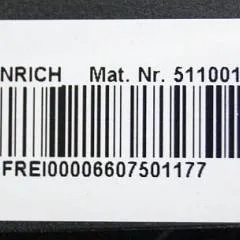 NRICH Mat. Nr. 511001
FREI00006607501177